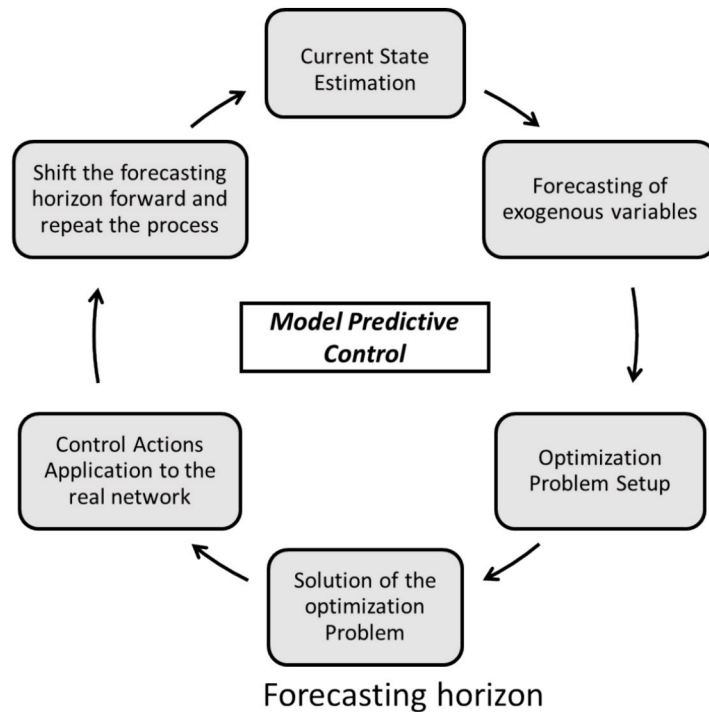 Current State
Estimation
Forecasting of
exogenous variables
Optimization
Problem Setup
Solution of the
optimization
Problem
Control Actions
Application to the
real network
Shift the forecasting
horizon forward and
repeat the process
Model Predictive
Control
Forecasting horizon